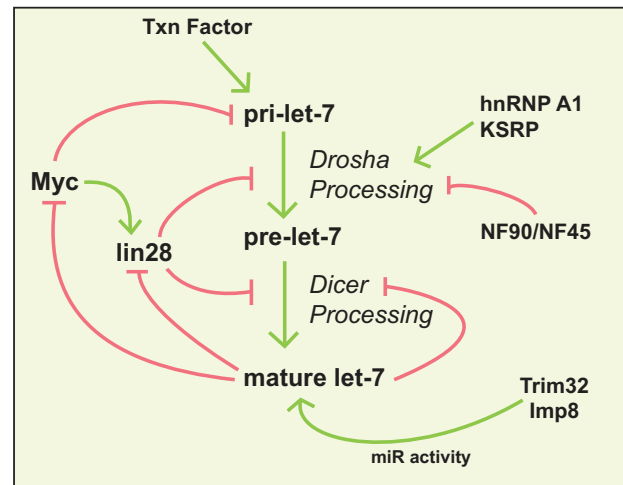 Txn Factor
pri-let-7
hnRNP A1
KSRP
Drosha
Processing
Myc
lin28
pre-let-7
NF90/NF45
Dicer
Processing
mature let-7
Trim32
Imp8
miR activity